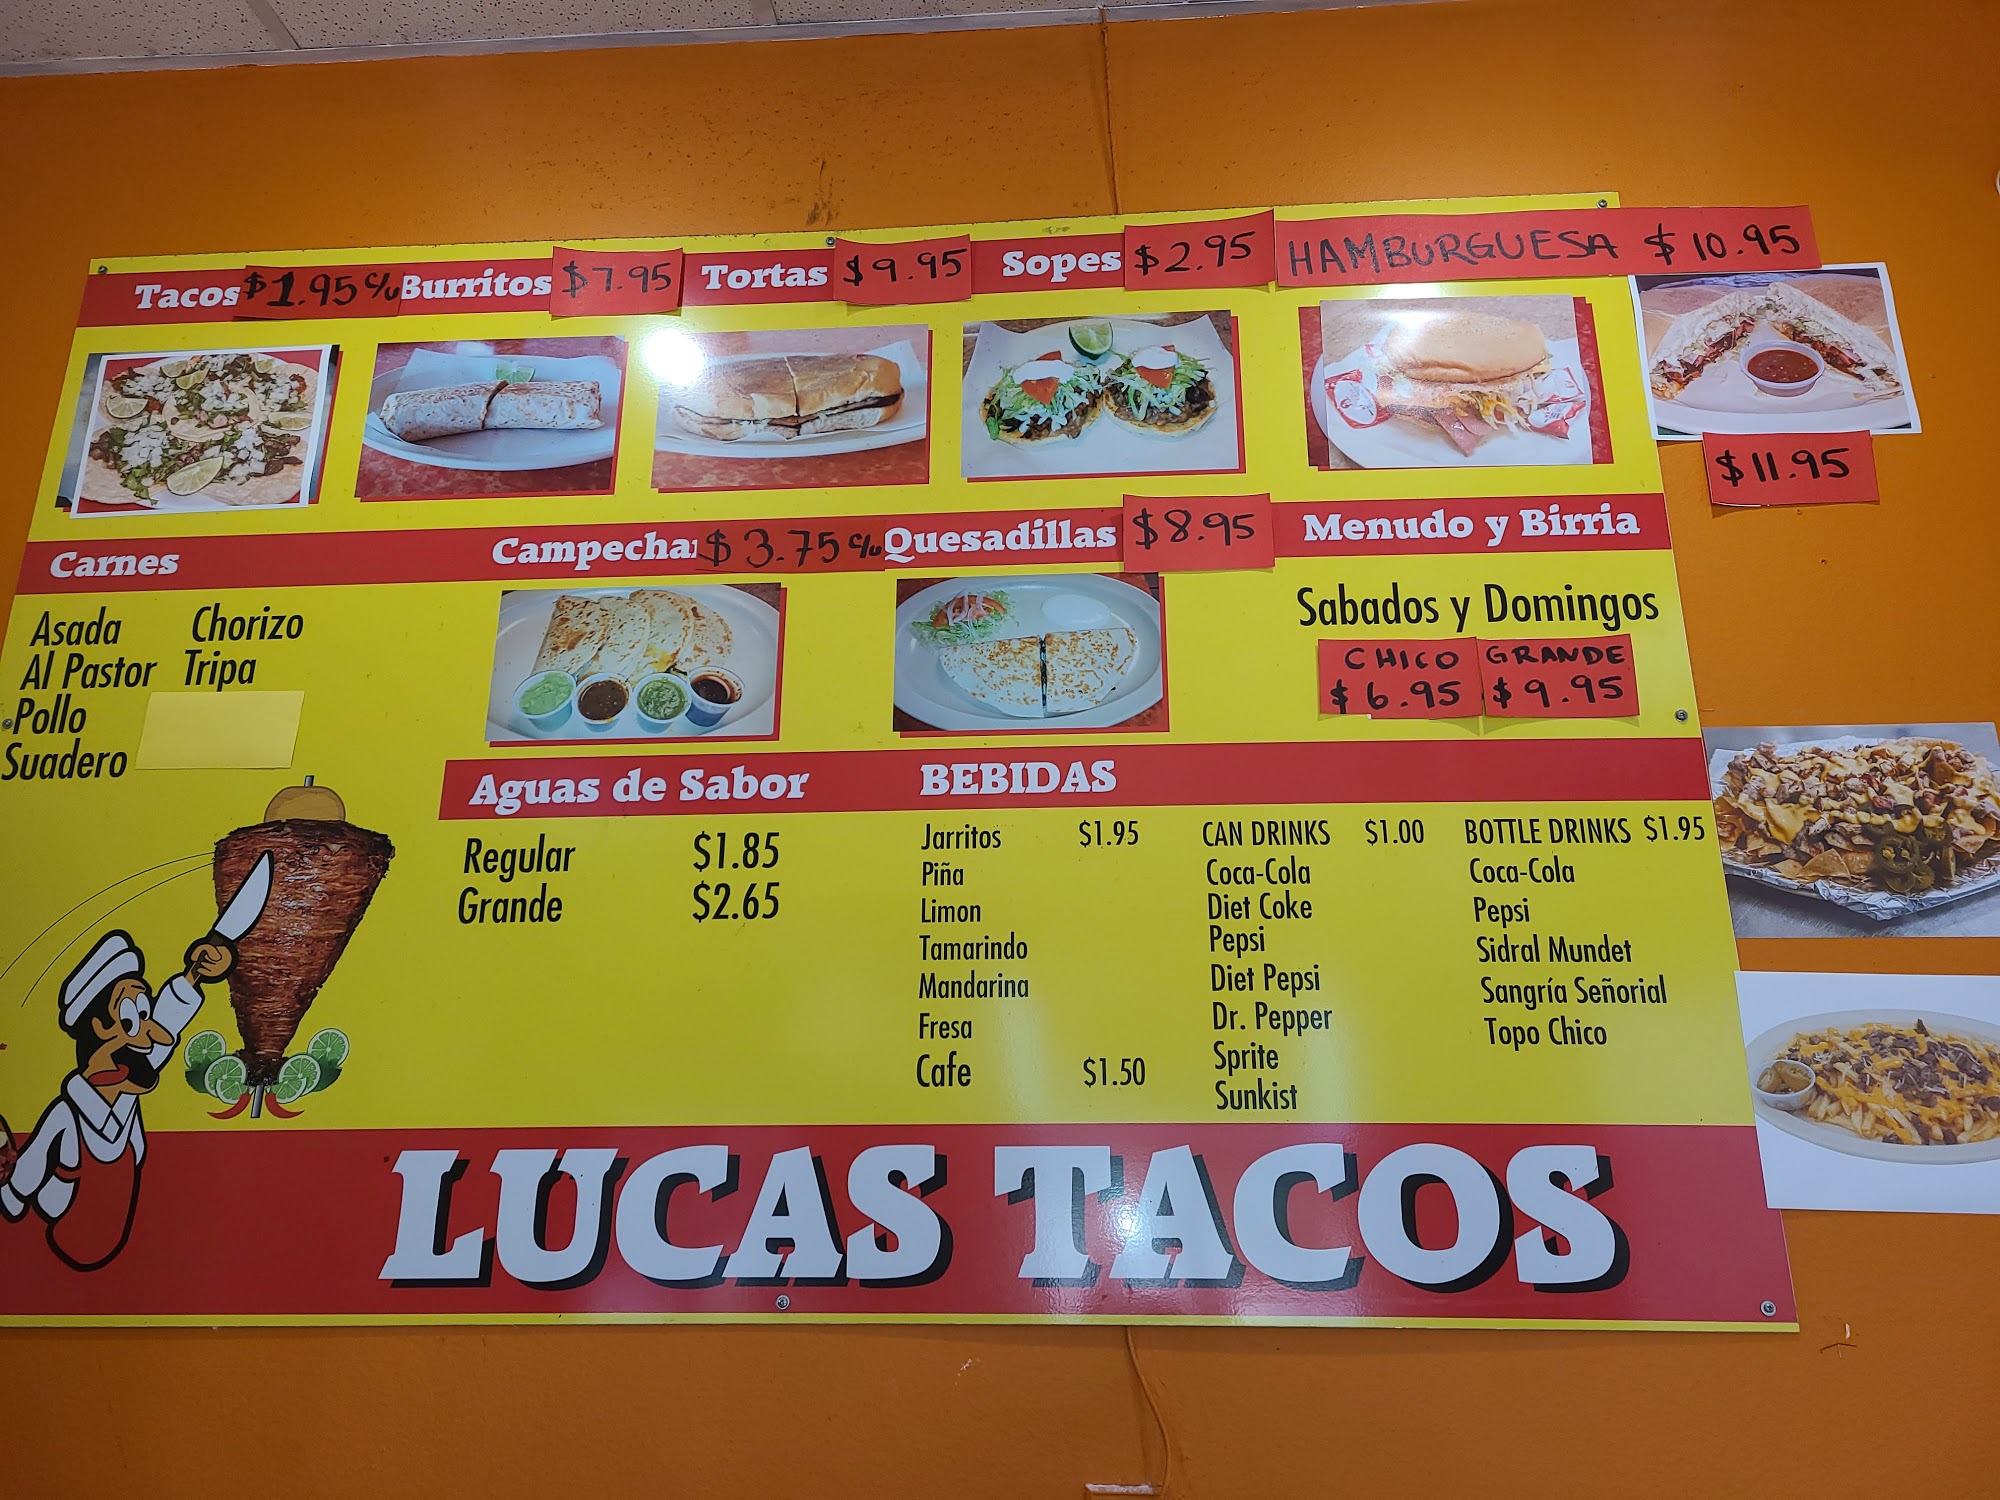 Tacos $1.95 c/u Burritos $7.95 Tortas $9.95 Sopes $2.95 HAMBURGUESA $10.95
$11.95
Carnes
Asada Chorizo
Al Pastor Tripa
Pollo
Suadero
$3.75 c/u Quesadillas $8.95 Menudo y Birria
Sabados y Domingos
CHICO GRANDE
$6.95 $9.95
Aguas de Sabor
Regular $1.85
Grande $2.65
BEBIDAS
Jarritos $1.95
Piña
Limon
Tamarindo
Mandarina
Fresa
Cafe $1.50
CAN DRINKS $1.00
Coca-Cola
Diet Coke
Pepsi
Diet Pepsi
Dr. Pepper
Sprite
Sunkist
BOTTLE DRINKS $1.95
Coca-Cola
Pepsi
Sidral Mundet
Sangría Señorial
Topo Chico
LUCAS TACOS